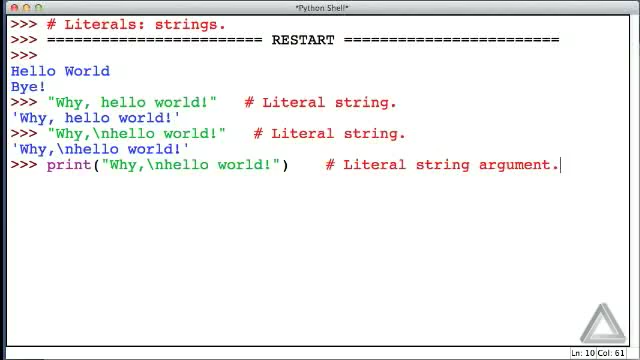 *Python Shell*
>>> # Literals: strings.
>>> ======================== RESTART ========================
>>>
Hello World
Bye!
>>> "Why, hello world!"   # Literal string.
'Why, hello world!'
>>> "Why,\nhello world!"   # Literal string.
'Why,\nhello world!'
>>> print("Why,\nhello world!")    # Literal string argument.
Ln: 10 Col: 61